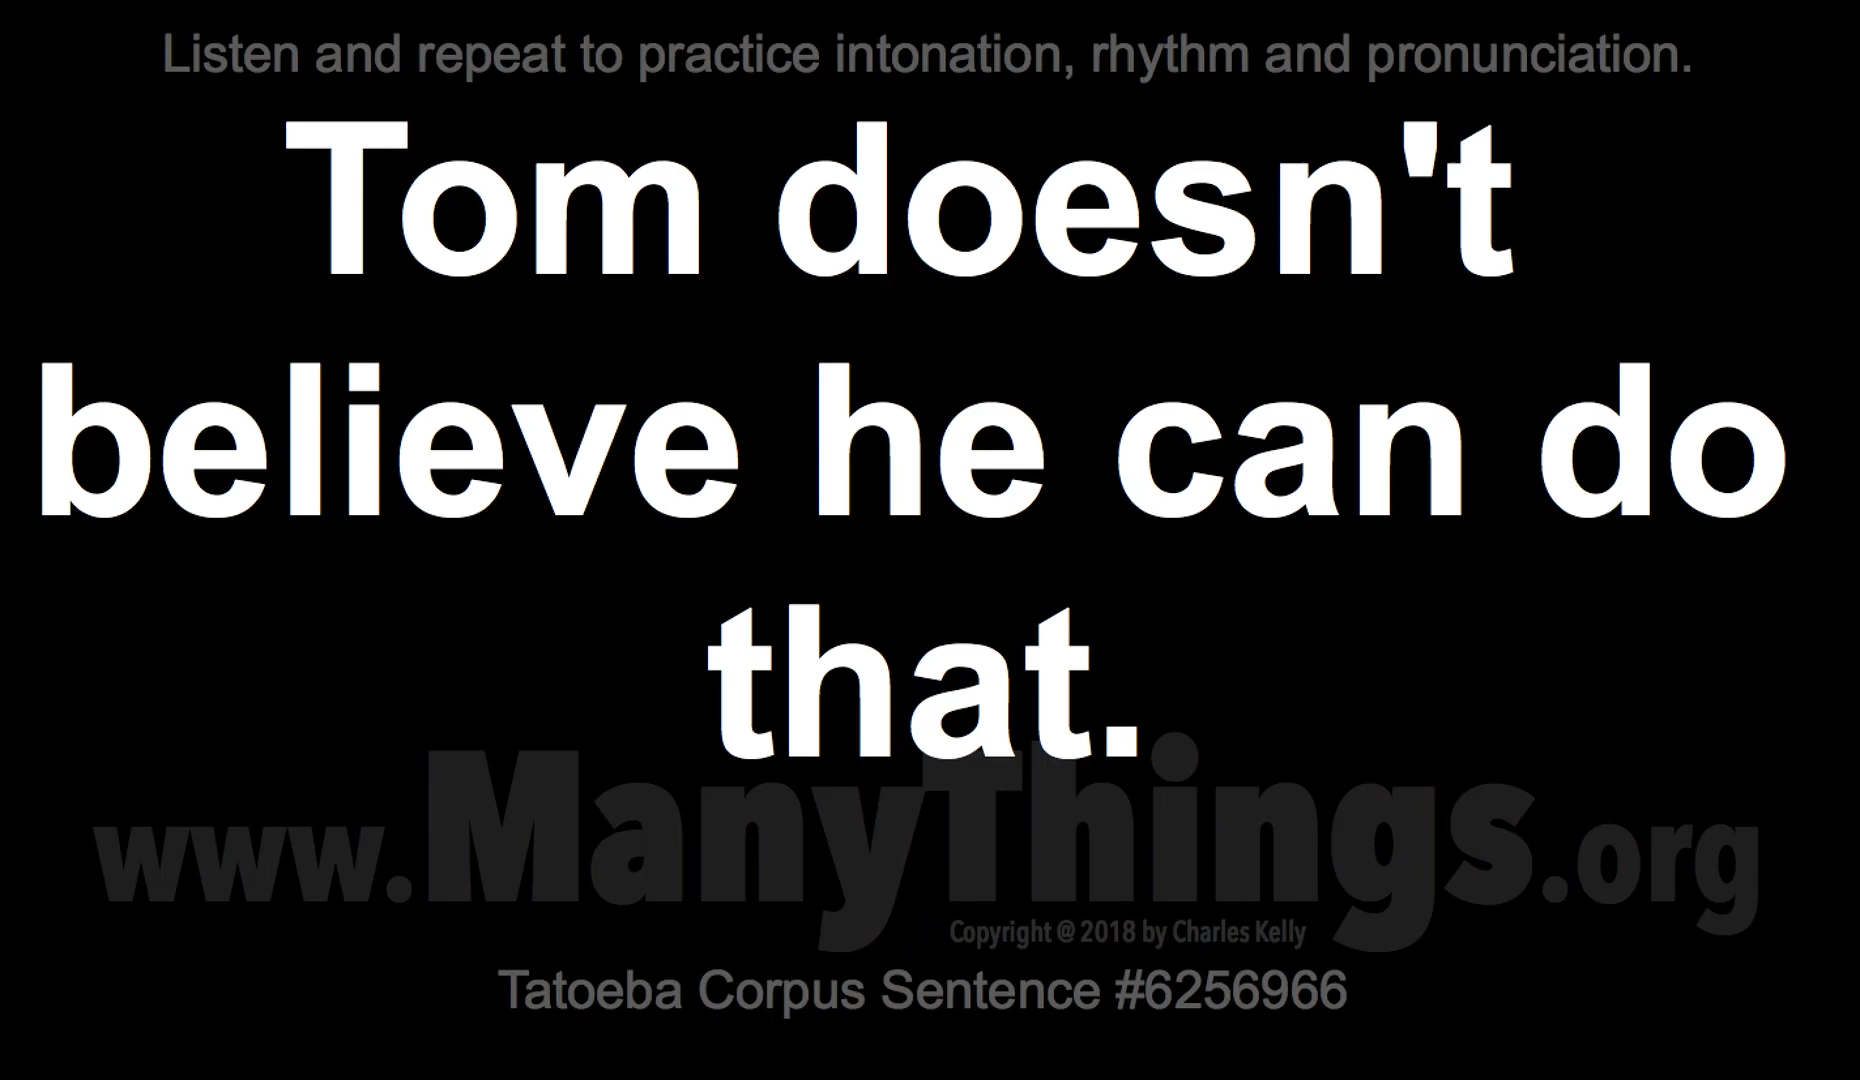 Listen and repeat to practice intonation, rhythm and pronunciation.
Tom doesn't
believe he can do
that.
www.ManyThings.org
Copyright @ 2018 by Charles Kelly
Tatoeba Corpus Sentence #6256966